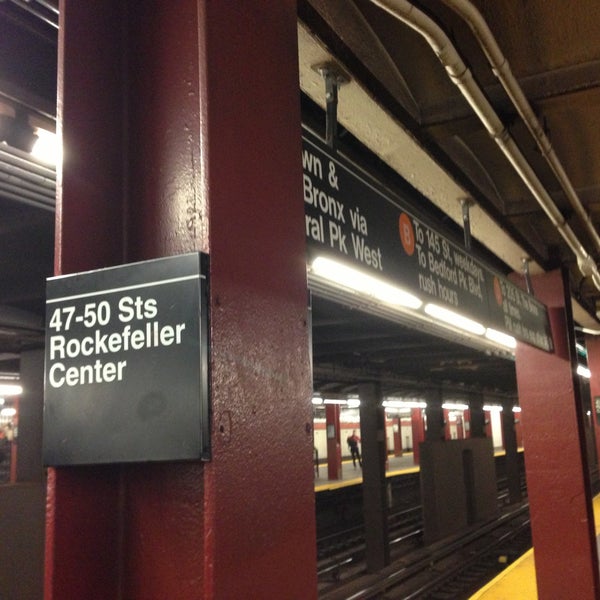 47-50 Sts
Rockefeller
Center
wn &
Bronx via
ral Pk West
B
To 145 St, weekdays
To Bedford Pk Blvd,
rush hours